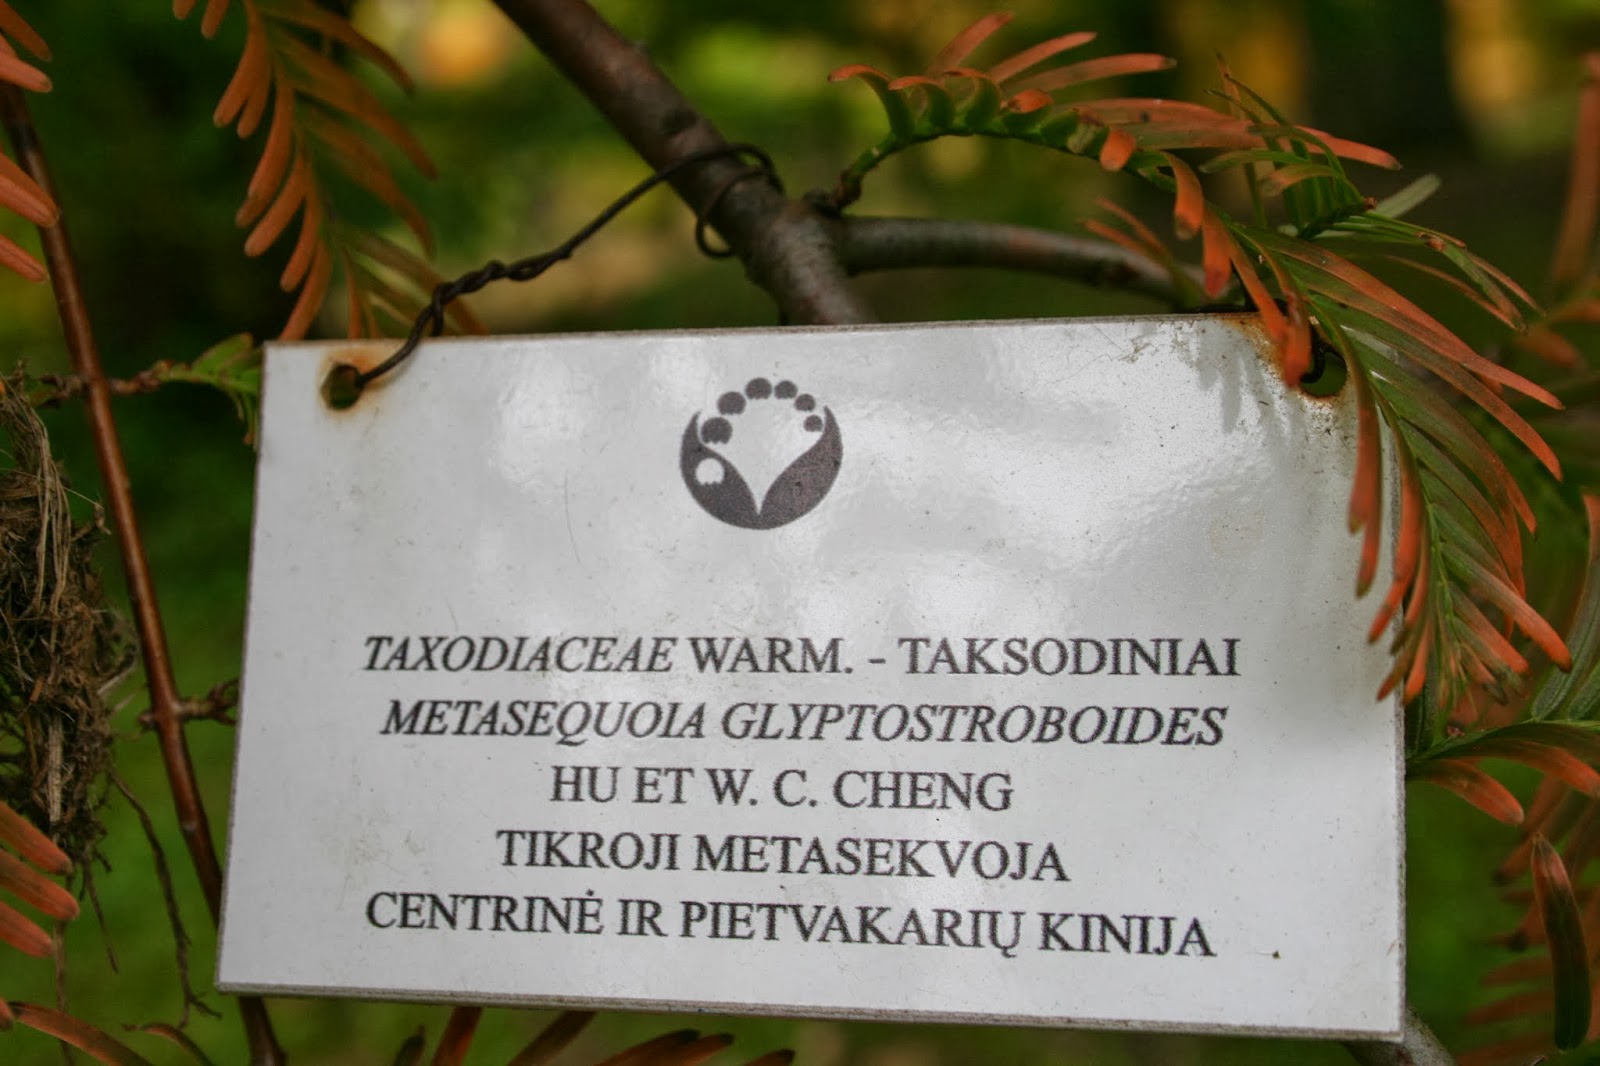 TAXODIACEAE WARM. - TAKSODINIAI
METASEQUOIA GLYPTOSTROBOIDES
HU ET W. C. CHENG
TIKROJI METASEKVOJA
CENTRINĖ IR PIETVAKARIŲ KINIJA